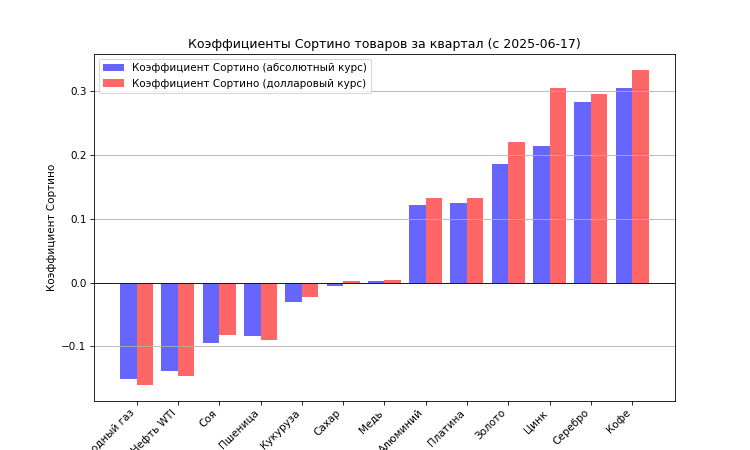 Коэффициенты Сортино товаров за квартал (с 2025-06-17)
Коэффициент Сортино (абсолютный курс)
Коэффициент Сортино (долларовый курс)
Коэффициент Сортино
0.3
0.2
0.1
0.0
−0.1
одный газ
Нефть WTI
Соя
Пшеница
Кукуруза
Сахар
Медь
Алюминий
Платина
Золото
Цинк
Серебро
Кофе